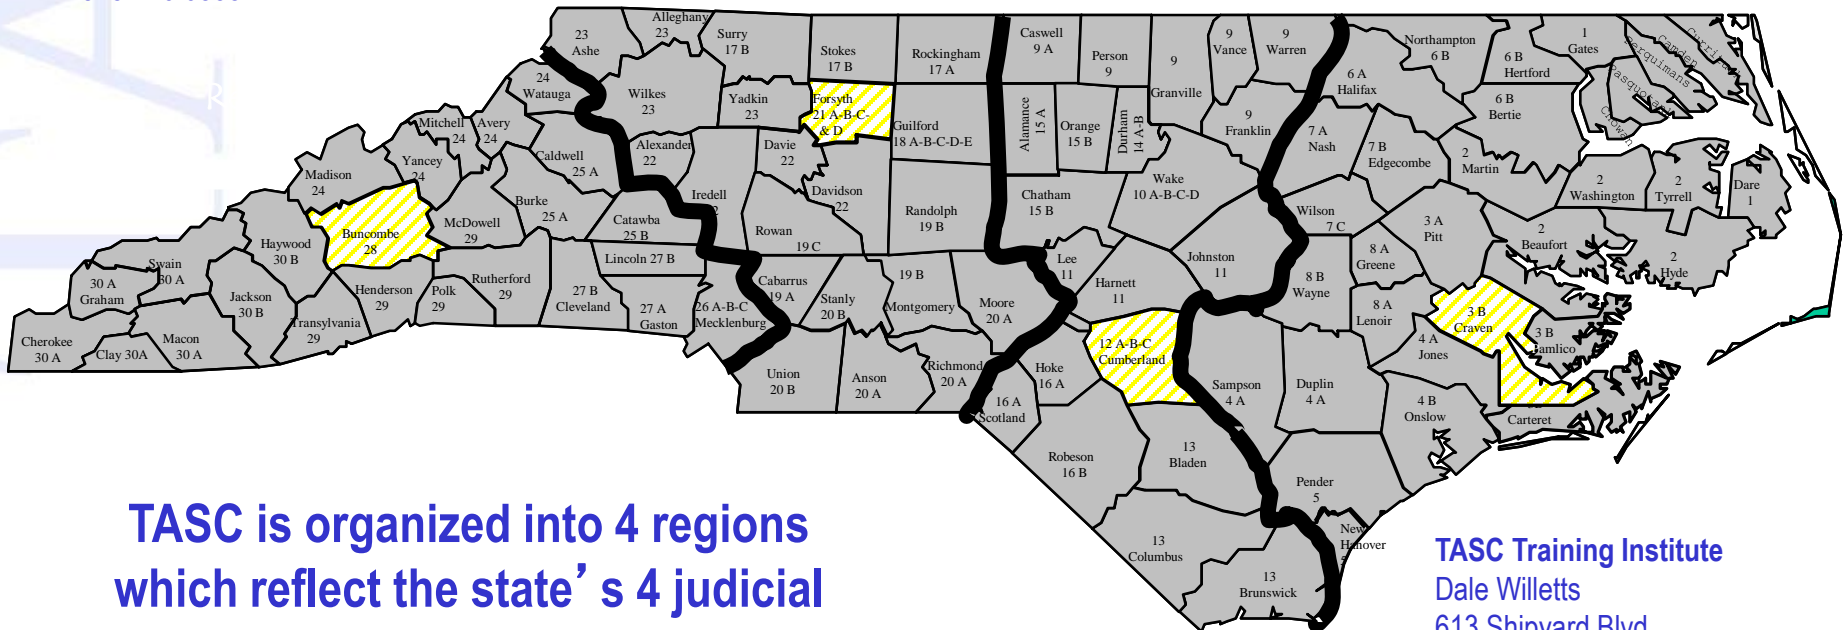 23
Ashe
Alleghany
23
Surry
17 B
Stokes
17 B
Rockingham
17 A
Caswell
9 A
Person
9
9
Granville
9
Vance
9
Warren
Northampton
6 B
6 B
Hertford
1
Gates
Perquimans
Camden
Currituck
Pasquotank
Chowan
24
Watauga
Wilkes
23
Yadkin
23
Forsyth
21 A-B-C-
& D
Guilford
18 A-B-C-D-E
Alamance
15 A
Orange
15 B
Durham
14 A-B
9
Franklin
6 A
Halifax
6 B
Bertie
Mitchell
24
Avery
24
Yancey
24
Madison
24
Caldwell
25 A
Alexander
22
Davie
22
Iredell
Davidson
22
Wake
10 A-B-C-D
7 A
Nash
7 B
Edgecombe
2
Martin
2
Washington
2
Tyrrell
Dare
1
Buncombe
28
McDowell
29
Burke
25 A
Catawba
25 B
Rowan
19 C
Randolph
19 B
Chatham
15 B
Wilson
7 C
3 A
Pitt
2
Beaufort
2
Hyde
Haywood
30 B
Swain
30 A
30 A
Graham
Jackson
30 B
Henderson
29
Polk
29
Rutherford
29
Lincoln 27 B
27 B
Cleveland
27 A
Gaston
26 A-B-C
Mecklenburg
Cabarrus
19 A
Stanly
20 B
19 B
Montgomery
Moore
20 A
Lee
11
Harnett
11
Johnston
11
8 B
Wayne
8 A
Greene
8 A
Lenoir
3 B
Craven
3 B
amlico
Cherokee
30 A
Clay 30A
Macon
30 A
Transylvania
29
Union
20 B
Anson
20 A
Richmond
20 A
16 A
Scotland
Hoke
16 A
12 A-B-C
Cumberland
Sampson
4 A
Duplin
4 A
4 A
Jones
4 B
Onslow
Carteret
Robeson
16 B
13
Bladen
Pender
5
New
Hanover
13
Columbus
13
Brunswick
TASC is organized into 4 regions
which reflect the state’s 4 judicial
TASC Training Institute
Dale Willetts
613 Shipyard Blvd